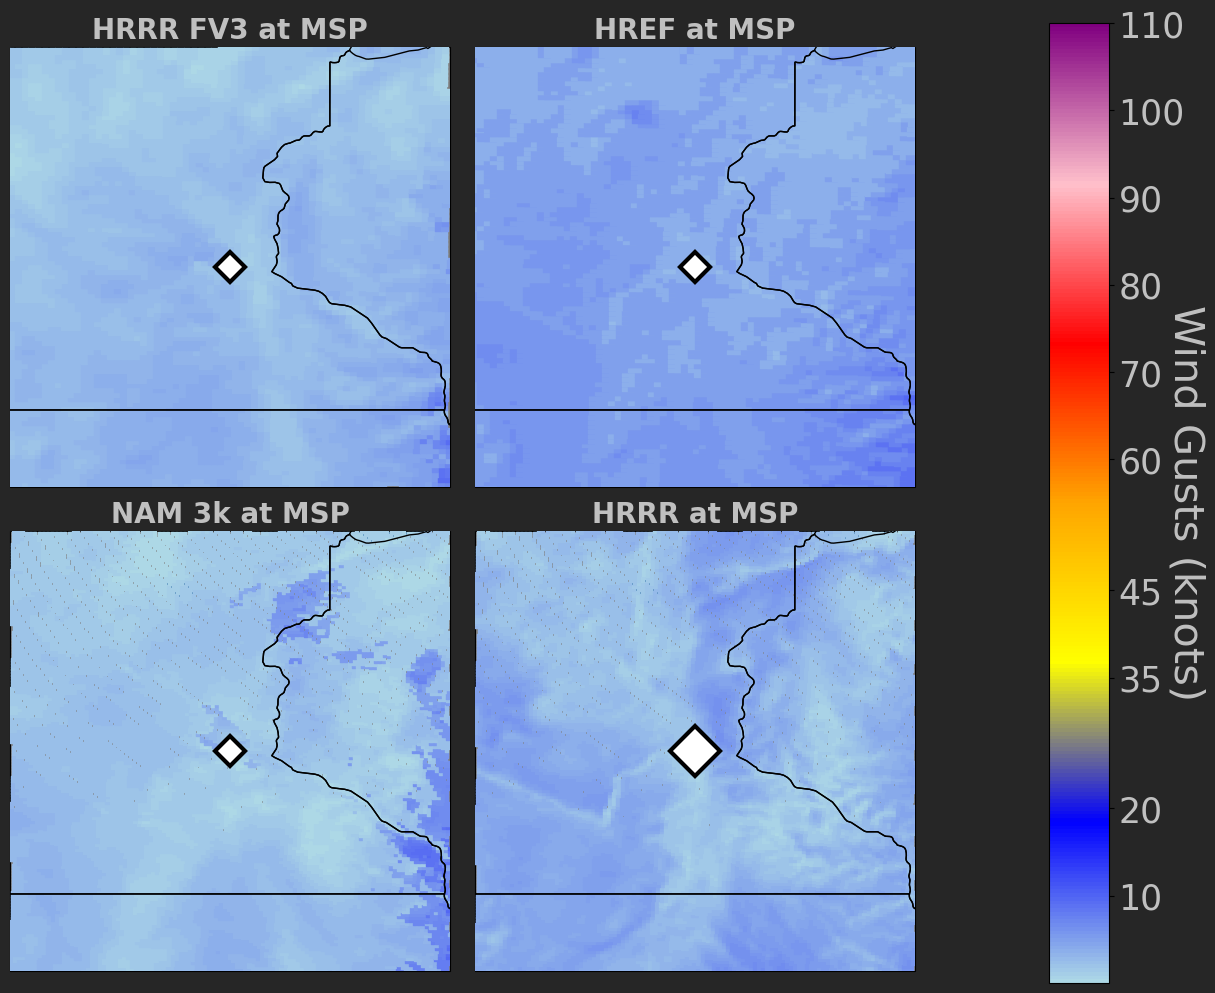 HRRR FV3 at MSP
HREF at MSP
NAM 3k at MSP
HRRR at MSP
110
100
90
80
70
60
45
35
20
10
Wind Gusts (knots)